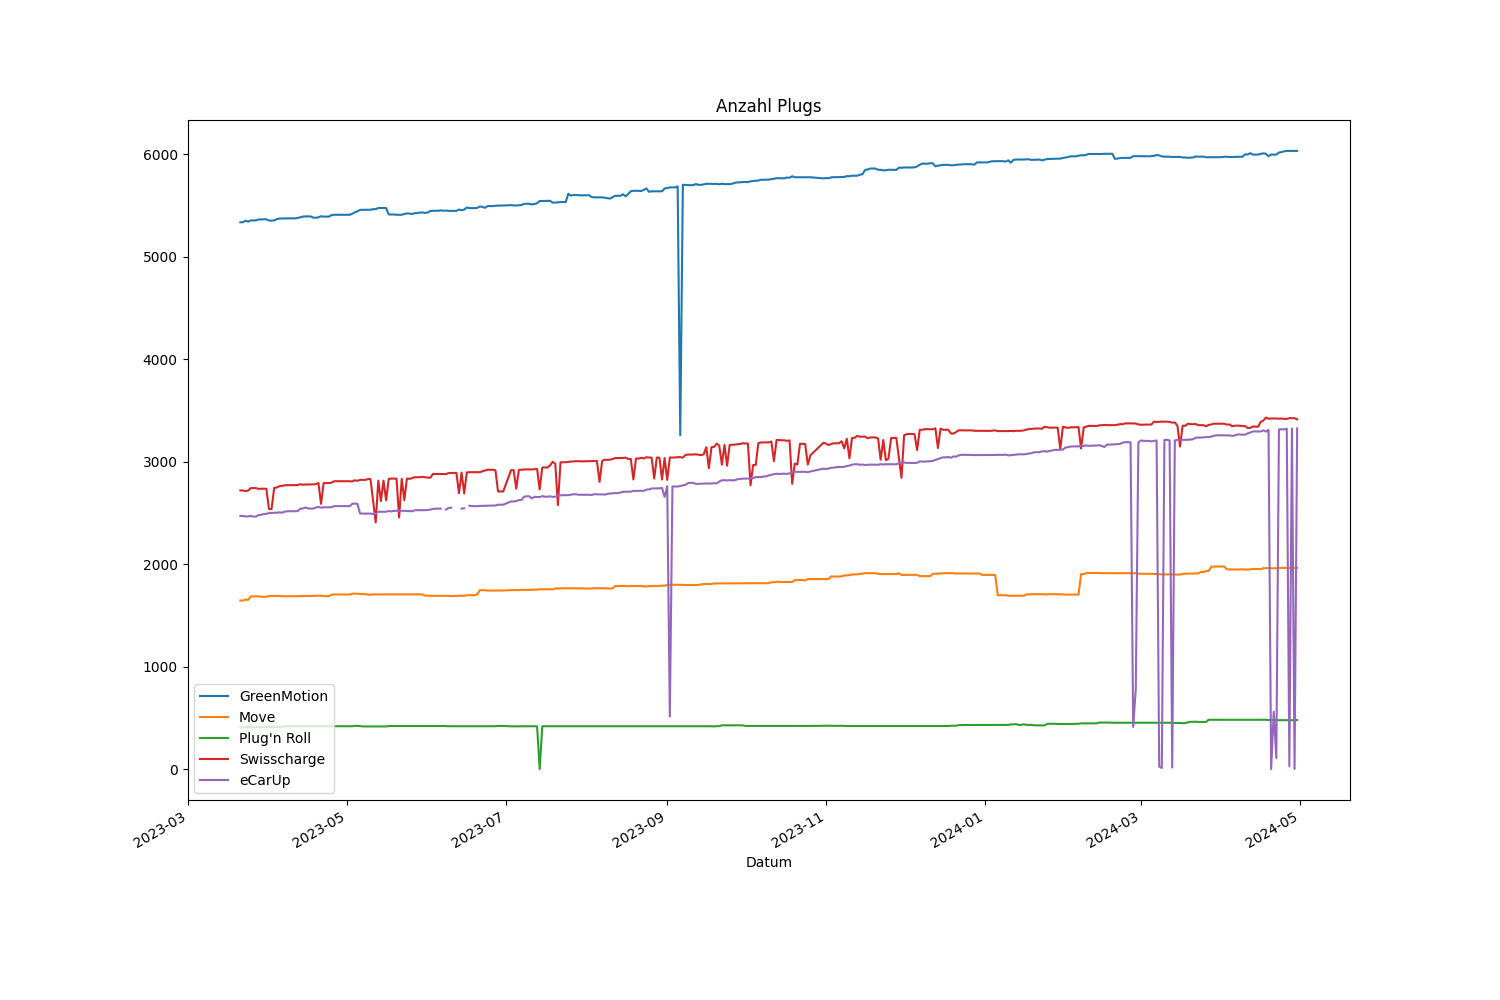 Anzahl Plugs
6000
5000
4000
3000
2000
1000
0
GreenMotion
Move
Plug'n Roll
Swisscharge
eCarUp
2023-03
2023-05
2023-07
2023-09
2023-11
2024-01
2024-03
2024-05
Datum